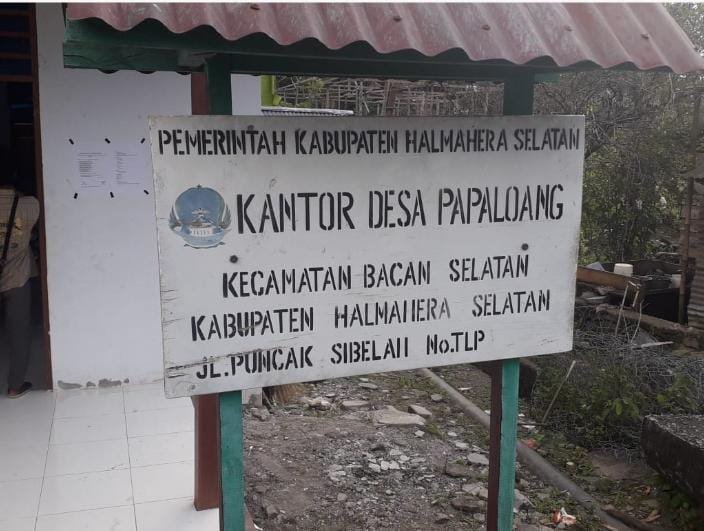 PEMERINTAH KABUPATEN HALMAHERA SELATAN
KANTOR DESA PAPALOANG
KECAMATAN BACAN SELATAN
KABUPATEN HALMAHERA SELATAN
JL.PUNCAK SIBELAH No.TLP